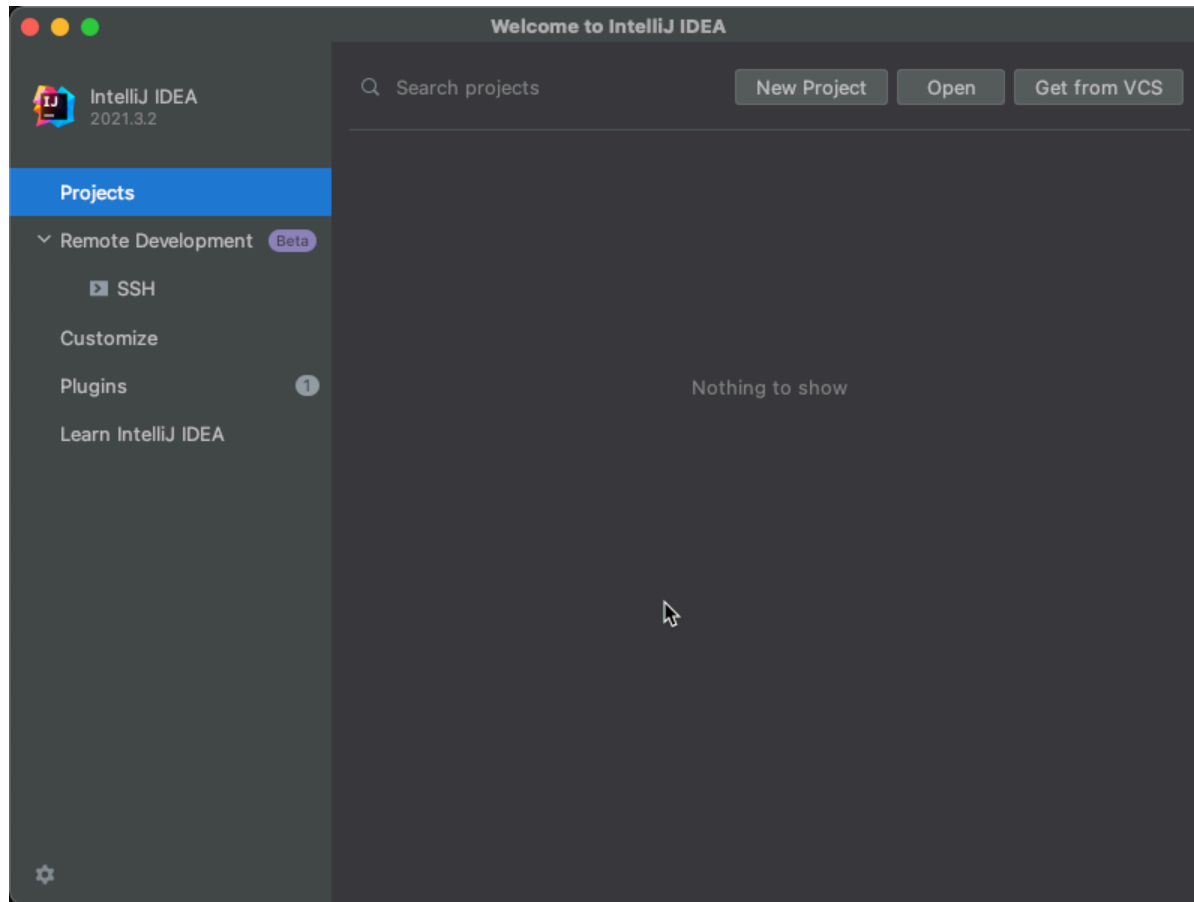 Welcome to IntelliJ IDEA
IJ
IntelliJ IDEA
2021.3.2
Search projects
New Project
Open
Get from VCS
Projects
Remote Development Beta
SSH
Customize
Plugins 1
Learn IntelliJ IDEA
Nothing to show